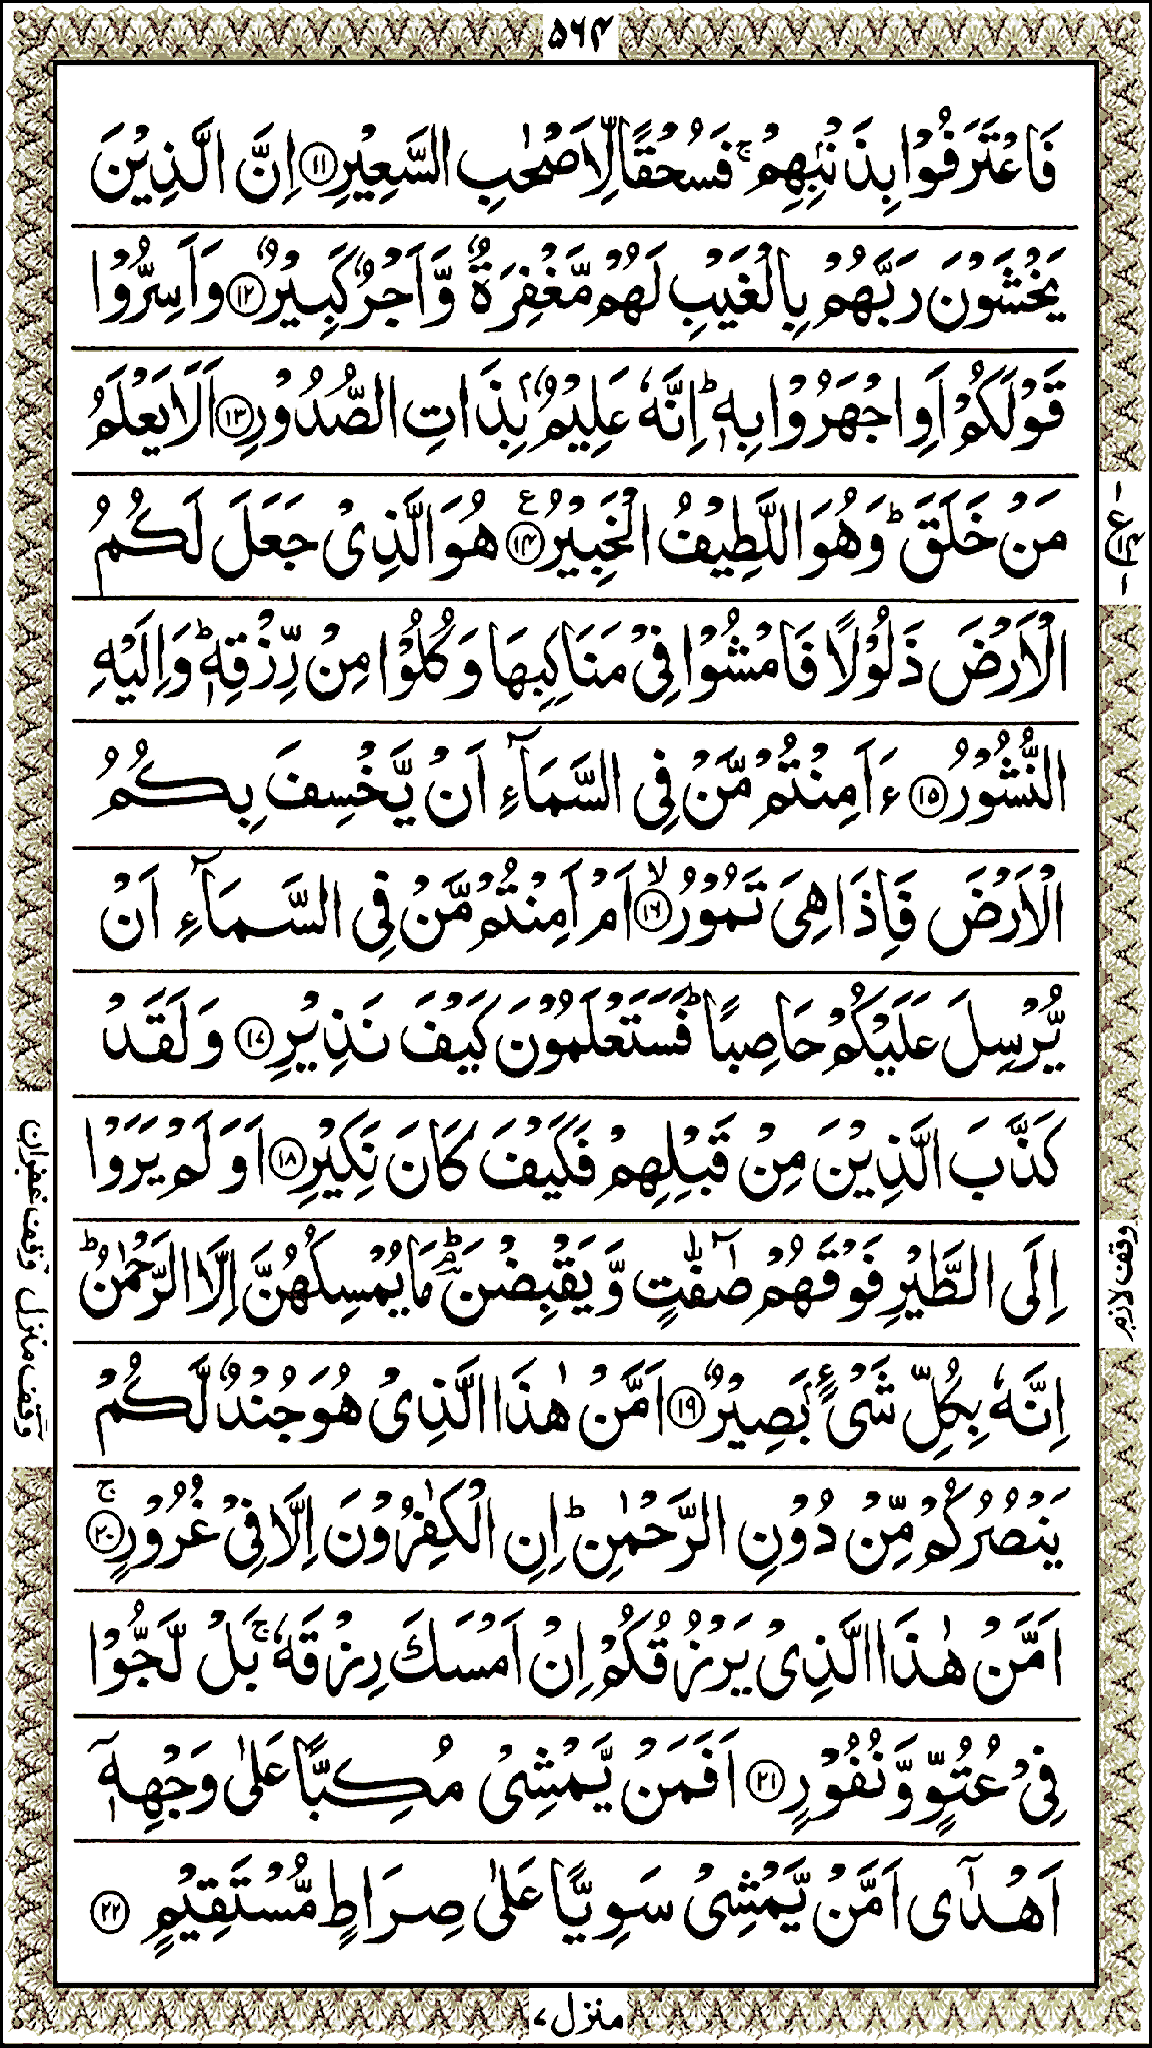 ۵۶۴
فَاعْتَرَفُوْا بِذَنْۢبِهِمْ ۚ فَسُحْقًا لِّاَصْحٰبِ السَّعِیْرِ ﴿۱۱﴾ اِنَّ الَّذِیْنَ
یَخْشَوْنَ رَبَّهُمْ بِالْغَیْبِ لَهُمْ مَّغْفِرَةٌ وَّاَجْرٌ كَبِیْرٌ ﴿۱۲﴾ وَاَسِرُّوْا
قَوْلَكُمْ اَوِ اجْهَرُوْا بِهٖ ؕ اِنَّهٗ عَلِیْمٌۢ بِذَاتِ الصُّدُوْرِ ﴿۱۳﴾ اَلَا یَعْلَمُ
مَنْ خَلَقَ ؕ وَهُوَ اللَّطِیْفُ الْخَبِیْرُ ﴿۱۴﴾ هُوَ الَّذِیْ جَعَلَ لَكُمُ
ع ۱۴
الْاَرْضَ ذَلُوْلًا فَامْشُوْا فِیْ مَنَاكِبِهَا وَكُلُوْا مِنْ رِّزْقِهٖ ؕ وَاِلَیْهِ
النُّشُوْرُ ﴿۱۵﴾ ءَاَمِنْتُمْ مَّنْ فِی السَّمَآءِ اَنْ یَّخْسِفَ بِكُمُ
الْاَرْضَ فَاِذَا هِیَ تَمُوْرُ ﴿۱۶﴾ۙ اَمْ اَمِنْتُمْ مَّنْ فِی السَّمَآءِ اَنْ
یُّرْسِلَ عَلَیْكُمْ حَاصِبًا ؕ فَسَتَعْلَمُوْنَ كَیْفَ نَذِیْرِ ﴿۱۷﴾ وَلَقَدْ
كَذَّبَ الَّذِیْنَ مِنْ قَبْلِهِمْ فَكَیْفَ كَانَ نَكِیْرِ ﴿۱۸﴾ اَوَلَمْ یَرَوْا
اِلَی الطَّیْرِ فَوْقَهُمْ صٰٓفّٰتٍ وَّیَقْبِضْنَ ؔۘؕ مَا یُمْسِكُهُنَّ اِلَّا الرَّحْمٰنُ ؕ
وقف لازم
وقف منزل وقف غفران
اِنَّهٗ بِكُلِّ شَیْءٍۭ بَصِیْرٌ ﴿۱۹﴾ اَمَّنْ هٰذَا الَّذِیْ هُوَ جُنْدٌ لَّكُمْ
یَنْصُرُكُمْ مِّنْ دُوْنِ الرَّحْمٰنِ ؕ اِنِ الْكٰفِرُوْنَ اِلَّا فِیْ غُرُوْرٍ ﴿۲۰﴾ۚ
اَمَّنْ هٰذَا الَّذِیْ یَرْزُقُكُمْ اِنْ اَمْسَكَ رِزْقَهٗ ۚ بَلْ لَّجُّوْا
فِیْ عُتُوٍّ وَّنُفُوْرٍ ﴿۲۱﴾ اَفَمَنْ یَّمْشِیْ مُكِبًّا عَلٰی وَجْهِهٖۤ
اَهْدٰۤی اَمَّنْ یَّمْشِیْ سَوِیًّا عَلٰی صِرَاطٍ مُّسْتَقِیْمٍ ﴿۲۲﴾
منزل ۷